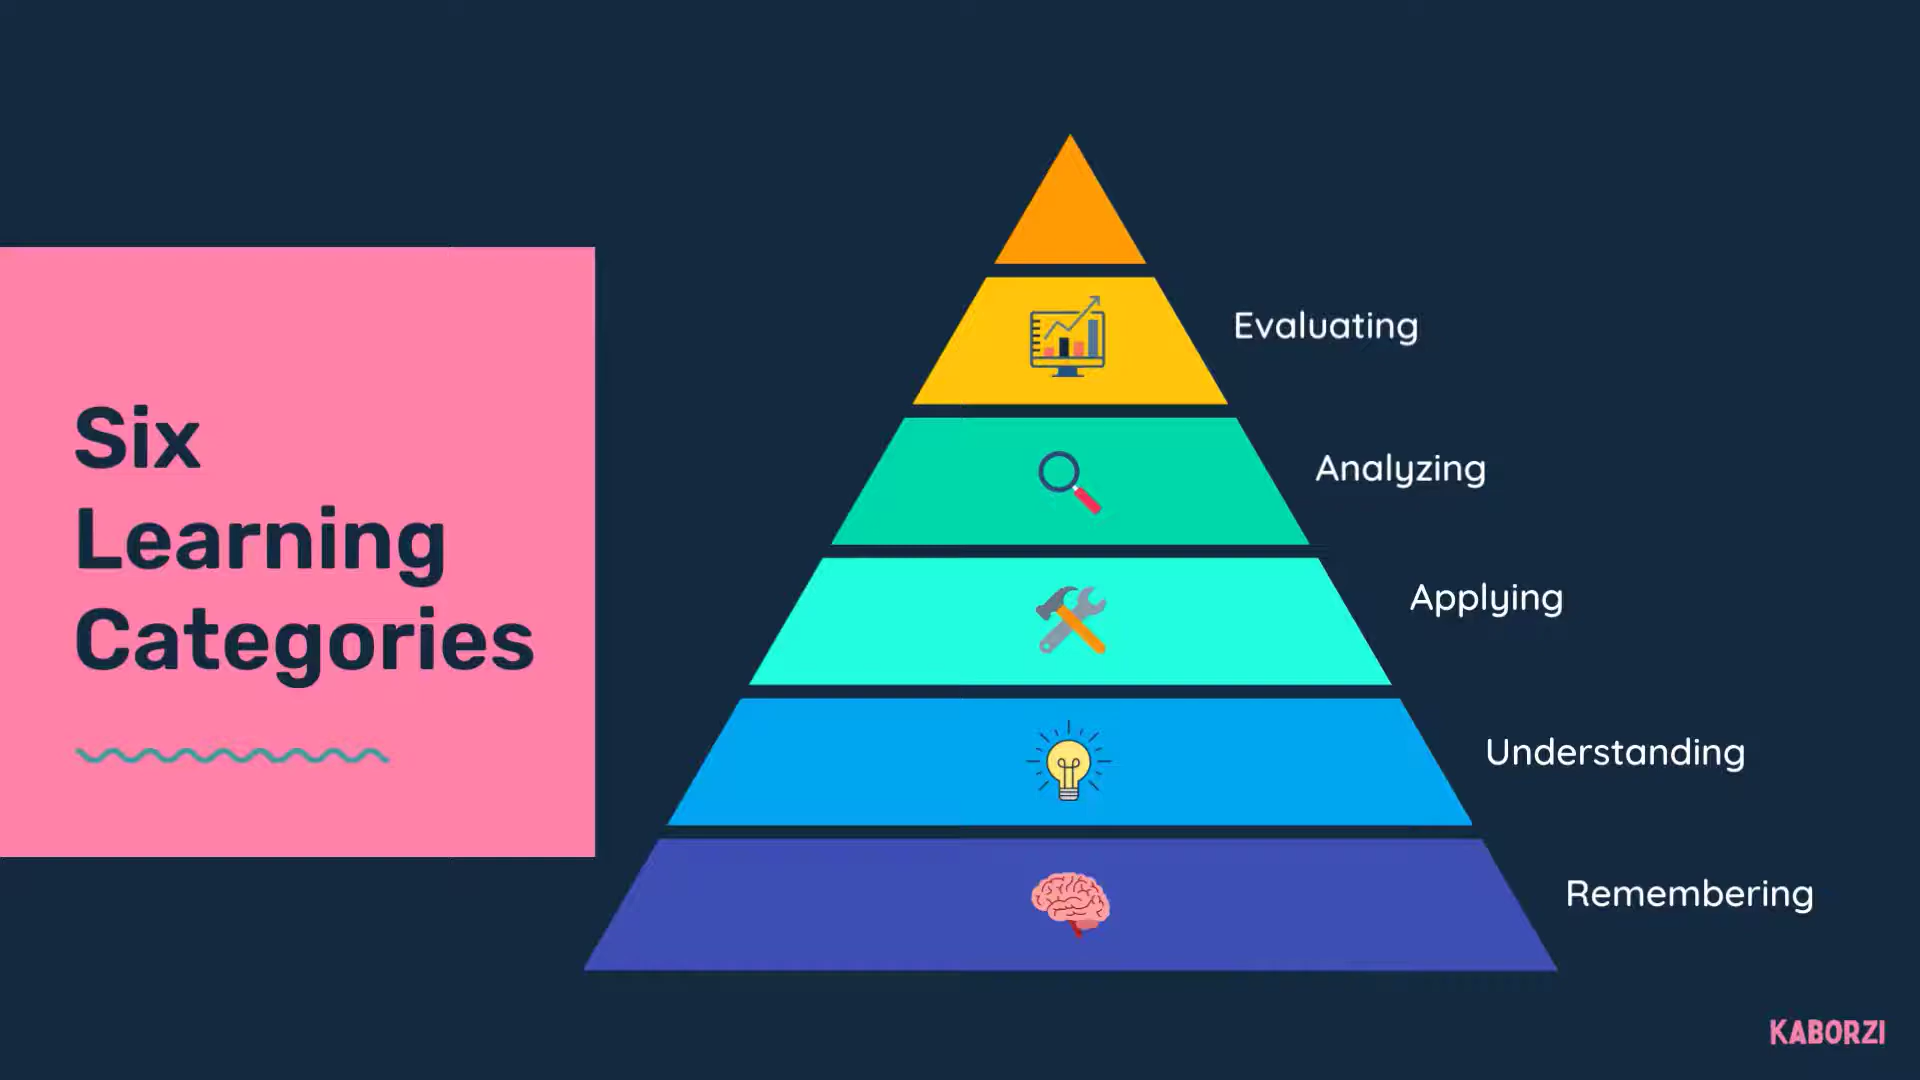 Six
Learning
Categories
Evaluating
Analyzing
Applying
Understanding
Remembering
KABORZI